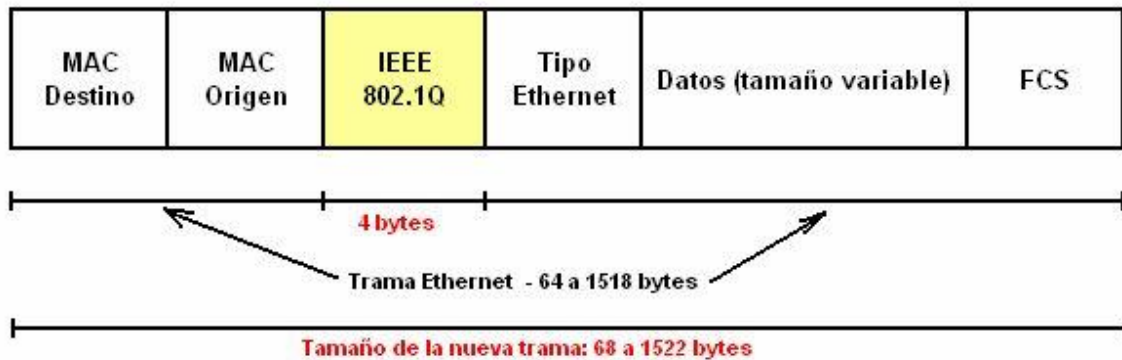 MAC
Destino
MAC
Origen
IEEE
802.1Q
Tipo
Ethernet
Datos (tamaño variable)
FCS
4 bytes
Trama Ethernet - 64 a 1518 bytes
Tamaño de la nueva trama: 68 a 1522 bytes